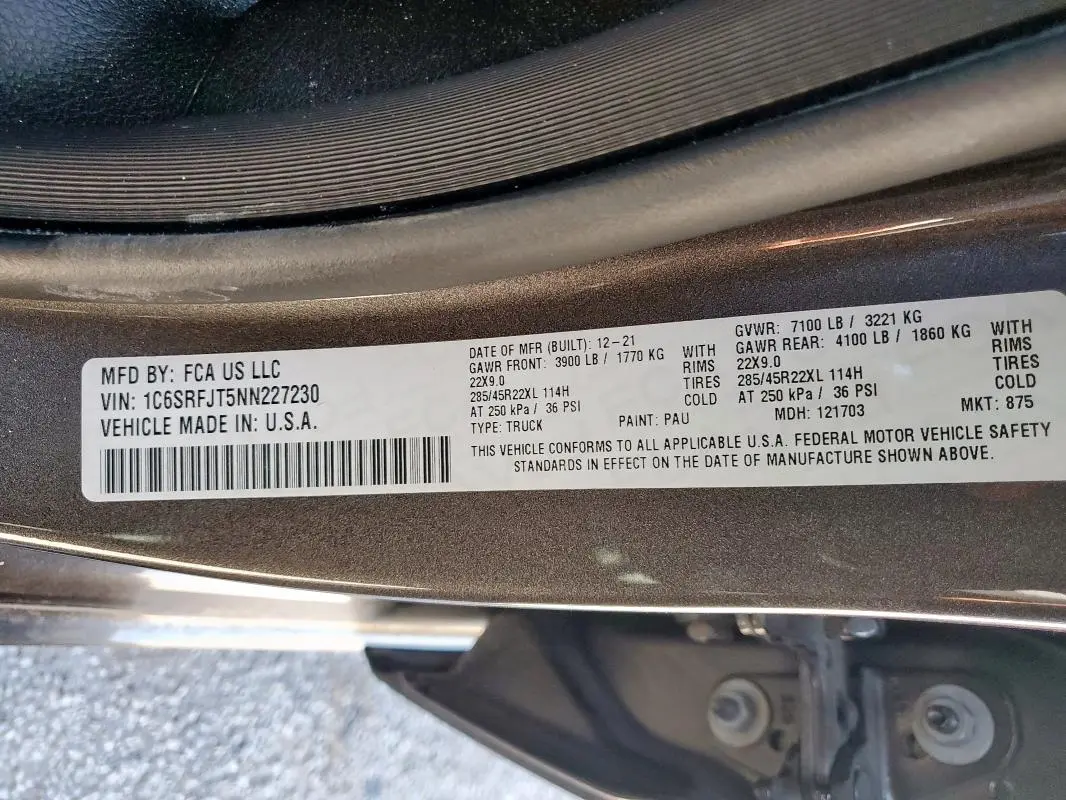 MFD BY: FCA US LLC
VIN: 1C6SRFJT5NN227230
VEHICLE MADE IN: U.S.A.
DATE OF MFR (BUILT): 12-21
GAWR FRONT: 3900 LB / 1770 KG WITH
22X9.0 RIMS
285/45R22XL 114H TIRES
AT 250 kPa / 36 PSI COLD
TYPE: TRUCK PAINT: PAU
GVWR: 7100 LB / 3221 KG
GAWR REAR: 4100 LB / 1860 KG WITH
22X9.0 RIMS
285/45R22XL 114H TIRES
AT 250 kPa / 36 PSI COLD
MDH: 121703 MKT: 875
THIS VEHICLE CONFORMS TO ALL APPLICABLE U.S.A. FEDERAL MOTOR VEHICLE SAFETY
STANDARDS IN EFFECT ON THE DATE OF MANUFACTURE SHOWN ABOVE.